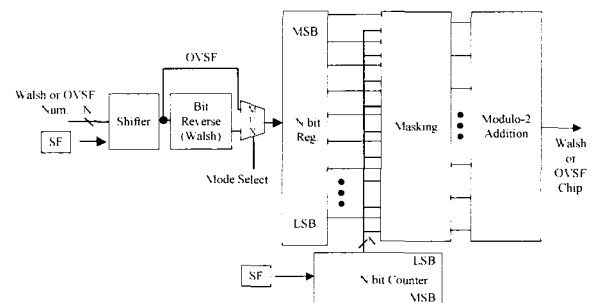 OVSF
MSB
Walsh or OVSF
Num.
N
Shifter
Bit
Reverse
(Walsh)
N bit
Reg.
Masking
Modulo-2
Addition
SF
Walsh
or
OVSF
Chip
Mode Select
LSB
N
LSB
SF
N bit Counter
MSB